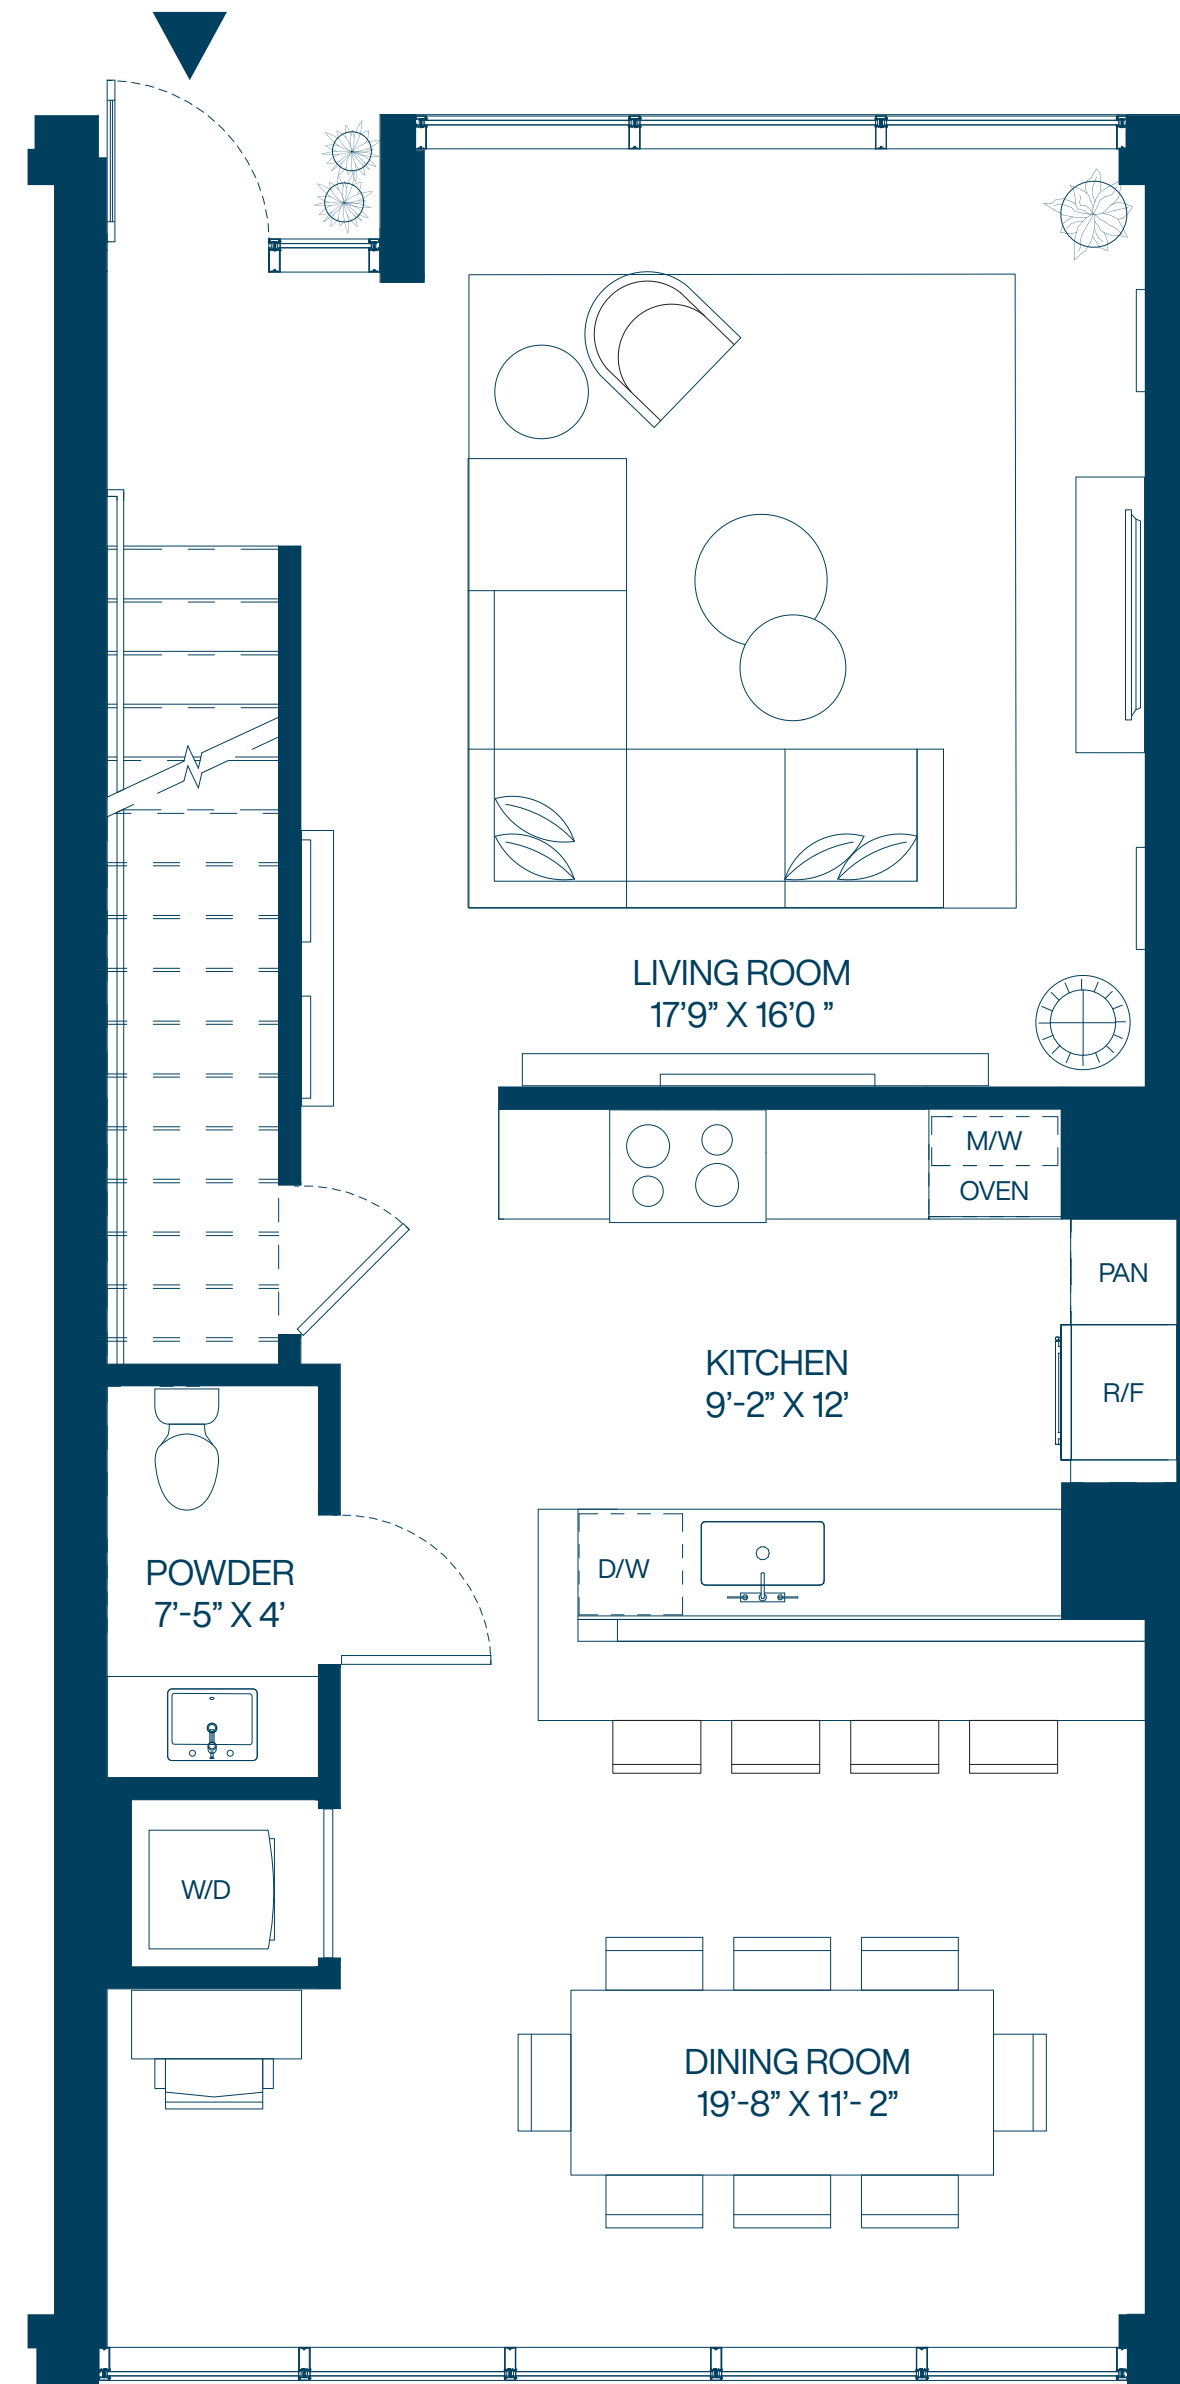 LIVING ROOM
17’9” X 16’0 ”
M/W
OVEN
PAN
KITCHEN
9’-2” X 12’
R/F
D/W
POWDER
7’-5” X 4’
W/D
DINING ROOM
19’-8” X 11’- 2”